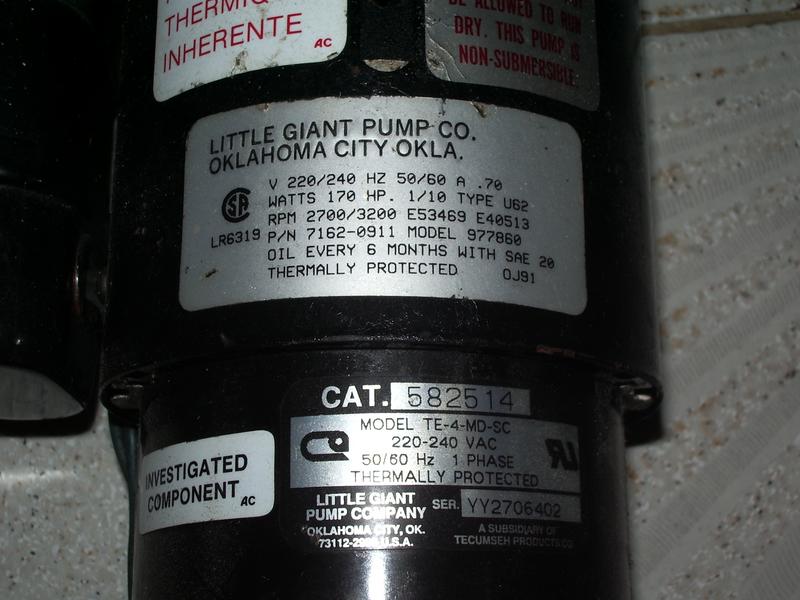 THERMIQ
INHERENTE
AC
BE ALLOWED TO RUN
DRY. THIS PUMP IS
NON-SUBMERSIBLE
LITTLE GIANT PUMP CO.
OKLAHOMA CITY OKLA.
V 220/240 HZ 50/60 A .70
WATTS 170 HP. 1/10 TYPE U62
RPM 2700/3200 E53469 E40513
LR6319 P/N 7162-0911 MODEL 977860
OIL EVERY 6 MONTHS WITH SAE 20
THERMALLY PROTECTED OJ91
CAT. 582514
MODEL TE-4-MD-SC
220-240 VAC
50/60 Hz 1 PHASE
THERMALLY PROTECTED
INVESTIGATED
COMPONENT AC
LITTLE GIANT
PUMP COMPANY
OKLAHOMA CITY, OK.
U.S.A.
SER. YY2706402
A SUBSIDIARY OF
TECUMSEH PRODUCTS CO